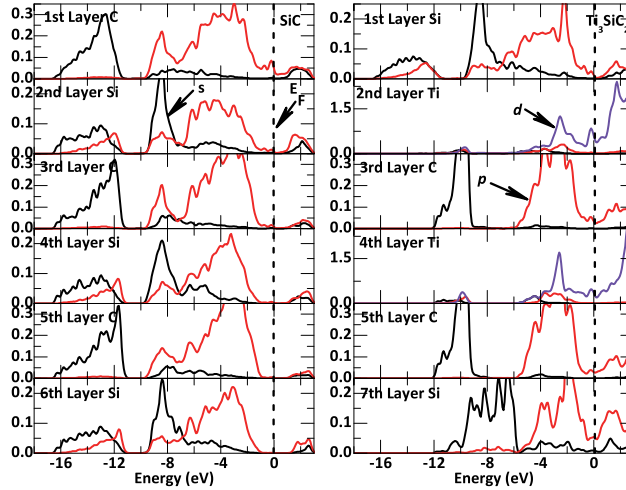 0.3
0.2
0.1
0.0
1st Layer C
SiC
0.2
0.1
0.0
2nd Layer Si
s
E_F
0.3
0.2
0.1
0.0
3rd Layer C
0.2
0.1
0.0
4th Layer Si
0.3
0.2
0.1
0.0
5th Layer C
0.2
0.1
0.0
6th Layer Si
-16 -12 -8 -4 0
Energy (eV)
0.2
0.1
0.0
1st Layer Si
Ti3SiC2
1.5
0.0
2nd Layer Ti
d
0.3
0.2
0.1
0.0
3rd Layer C
p
1.5
0.0
4th Layer Ti
0.3
0.2
0.1
0.0
5th Layer C
0.2
0.1
0.0
7th Layer Si
-16 -12 -8 -4 0
Energy (eV)